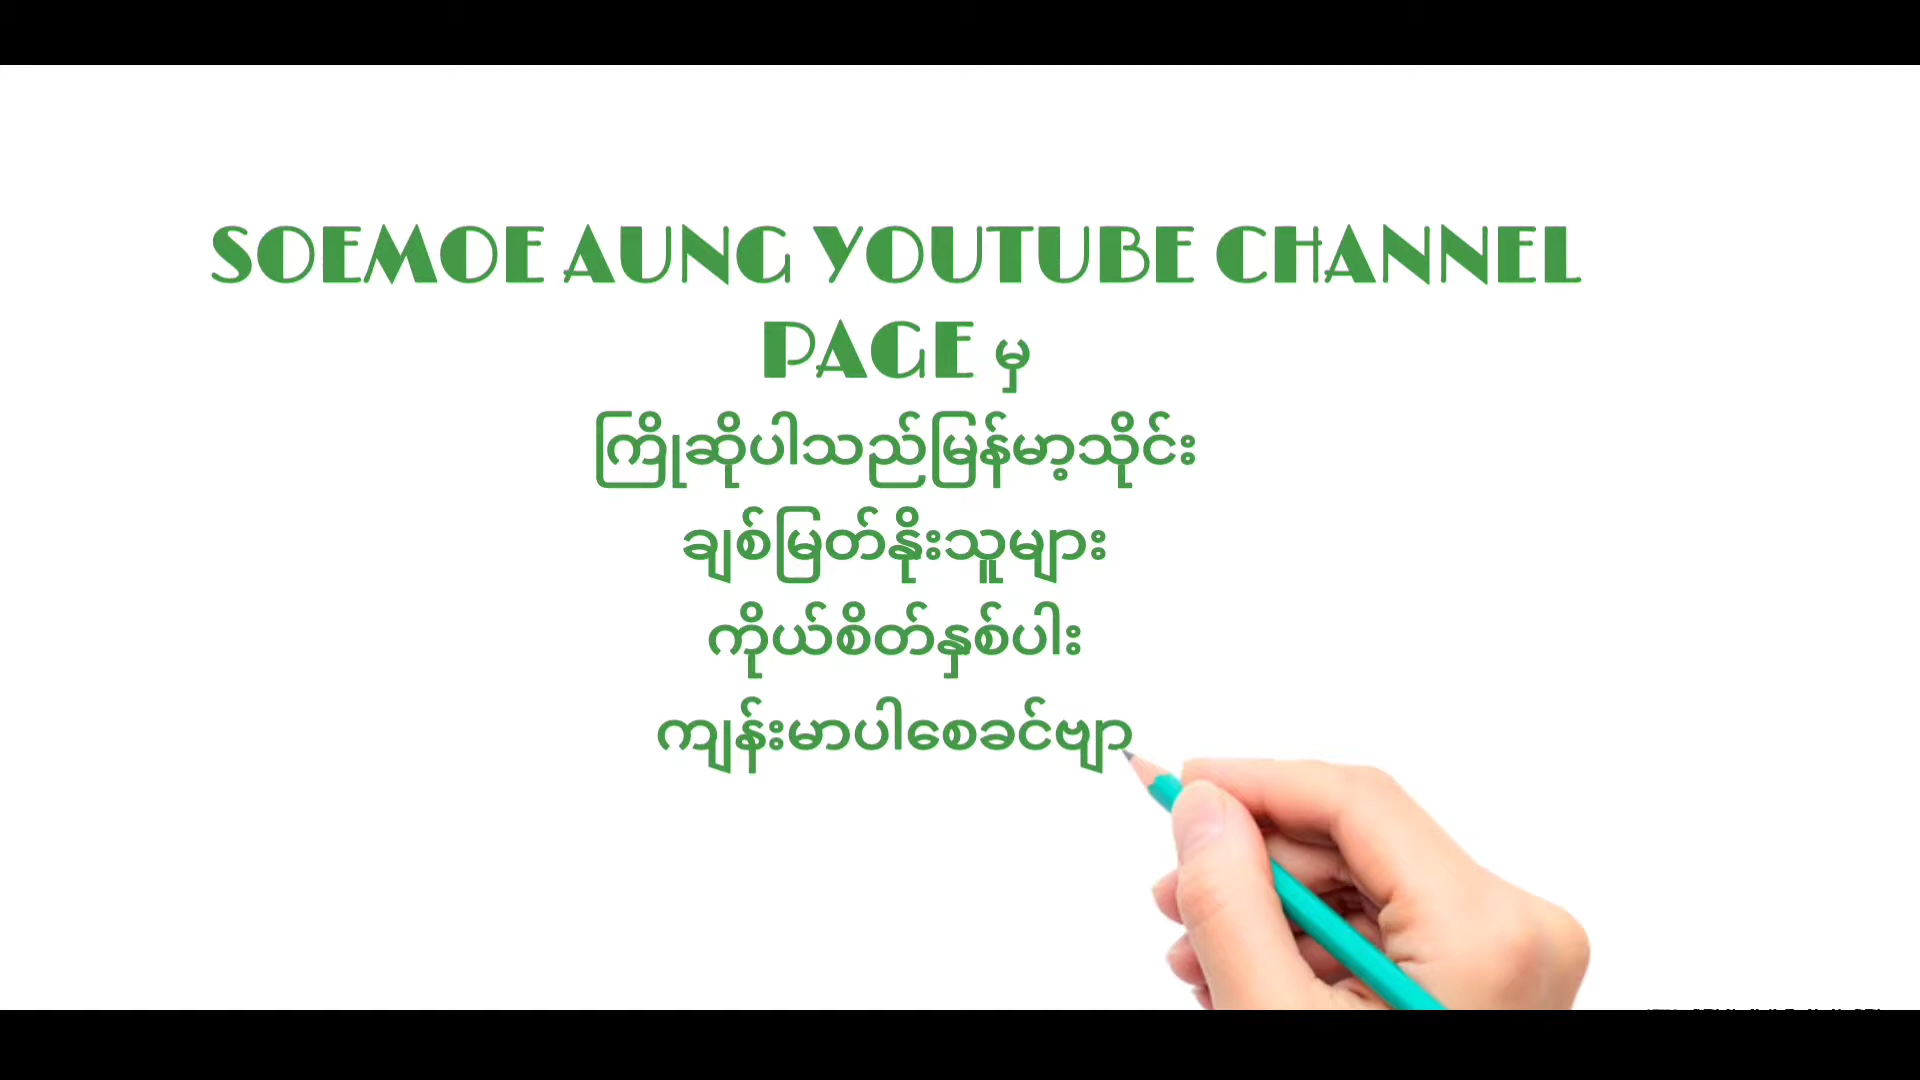 SOEMOE AUNG YOUTUBE CHANNEL
PAGE မှ
ကြိုဆိုပါသည်မြန်မာ့သိုင်း
ချစ်မြတ်နိုးသူများ
ကိုယ်စိတ်နှစ်ပါး
ကျန်းမာပါစေခင်ဗျာ